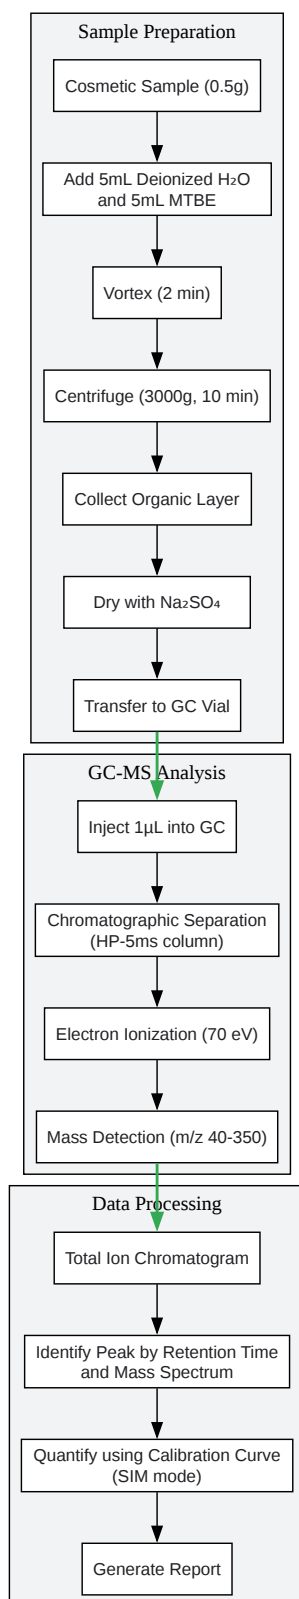 Sample Preparation
Cosmetic Sample (0.5g)
Add 5mL Deionized H₂O
and 5mL MTBE
Vortex (2 min)
Centrifuge (3000g, 10 min)
Collect Organic Layer
Dry with Na₂SO₄
Transfer to GC Vial
GC-MS Analysis
Inject 1µL into GC
Chromatographic Separation
(HP-5ms column)
Electron Ionization (70 eV)
Mass Detection (m/z 40-350)
Data Processing
Total Ion Chromatogram
Identify Peak by Retention Time
and Mass Spectrum
Quantify using Calibration Curve
(SIM mode)
Generate Report